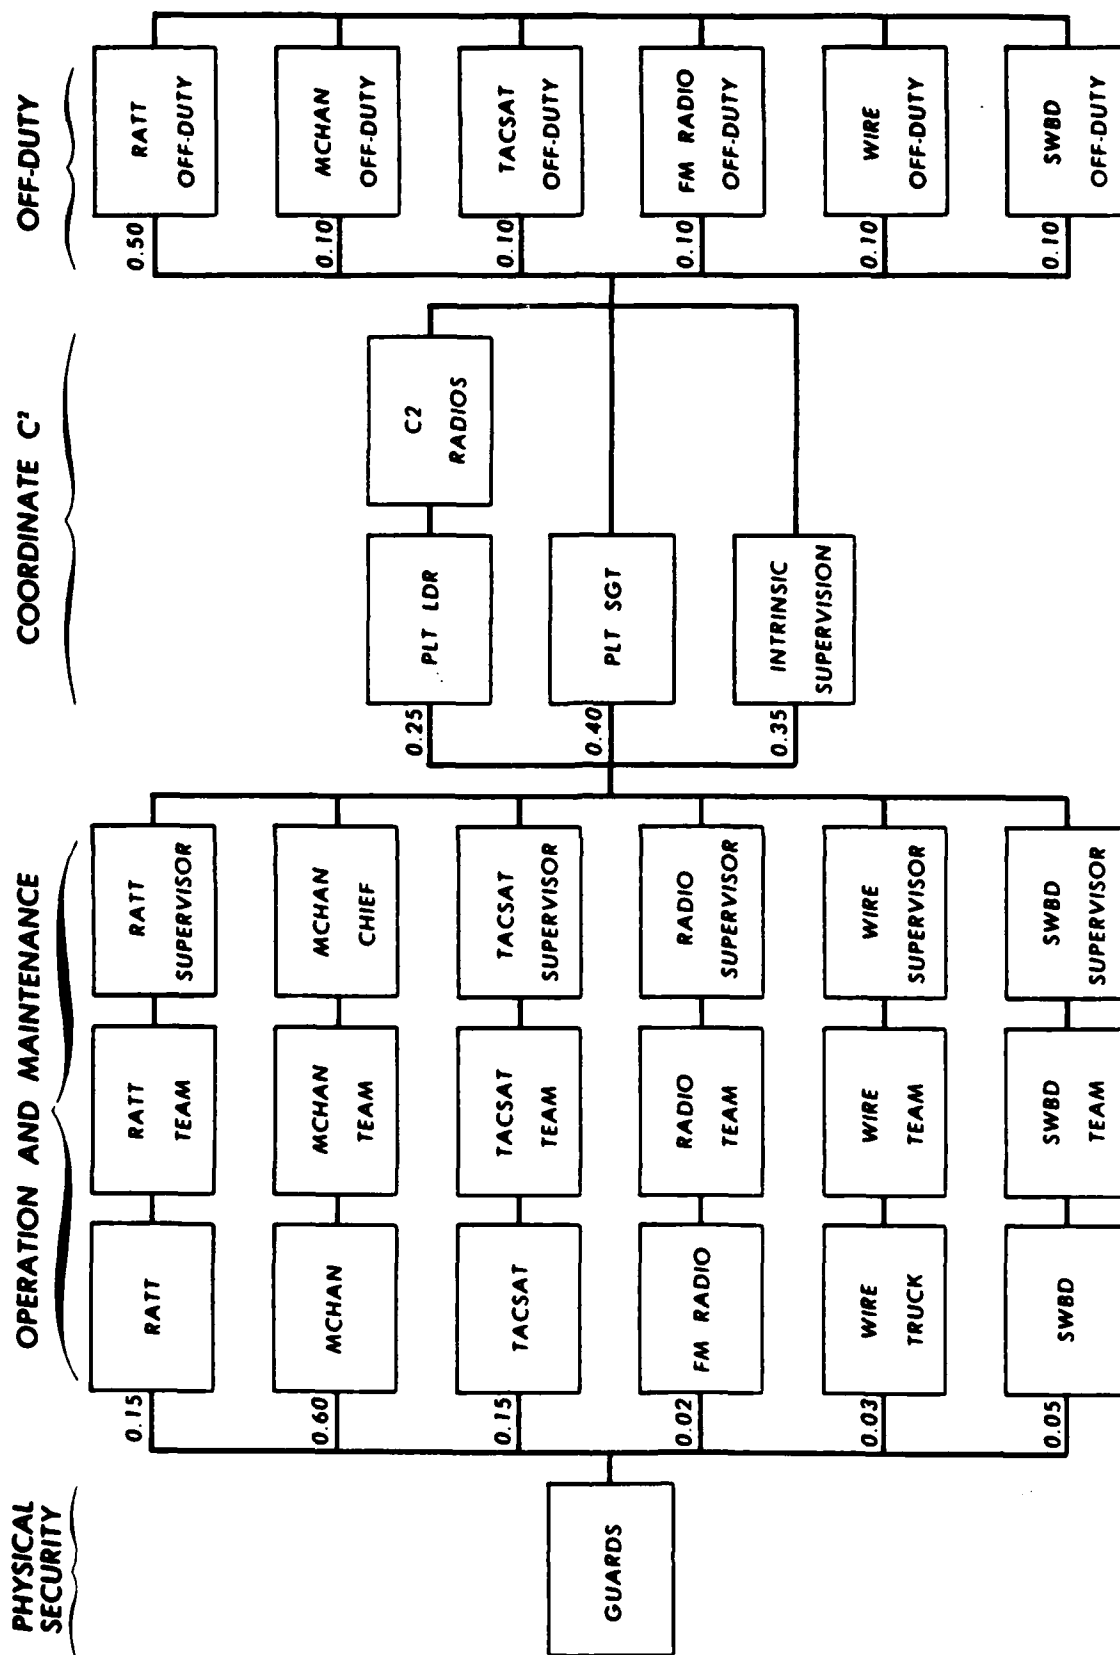 PHYSICAL
SECURITY
OPERATION AND MAINTENANCE
COORDINATE C²
OFF-DUTY
GUARDS
0.15
RATT
RATT
TEAM
RATT
SUPERVISOR
0.60
MCHAN
MCHAN
TEAM
MCHAN
CHIEF
0.15
TACSAT
TACSAT
TEAM
TACSAT
SUPERVISOR
0.02
FM RADIO
RADIO
TEAM
RADIO
SUPERVISOR
0.03
WIRE
TRUCK
WIRE
TEAM
WIRE
SUPERVISOR
0.05
SWBD
SWBD
TEAM
SWBD
SUPERVISOR
0.25
PLT LDR
C2
RADIOS
0.40
PLT SGT
0.35
INTRINSIC
SUPERVISION
0.50
RATT
OFF-DUTY
0.10
MCHAN
OFF-DUTY
0.10
TACSAT
OFF-DUTY
0.10
FM RADIO
OFF-DUTY
0.10
WIRE
OFF-DUTY
0.10
SWBD
OFF-DUTY